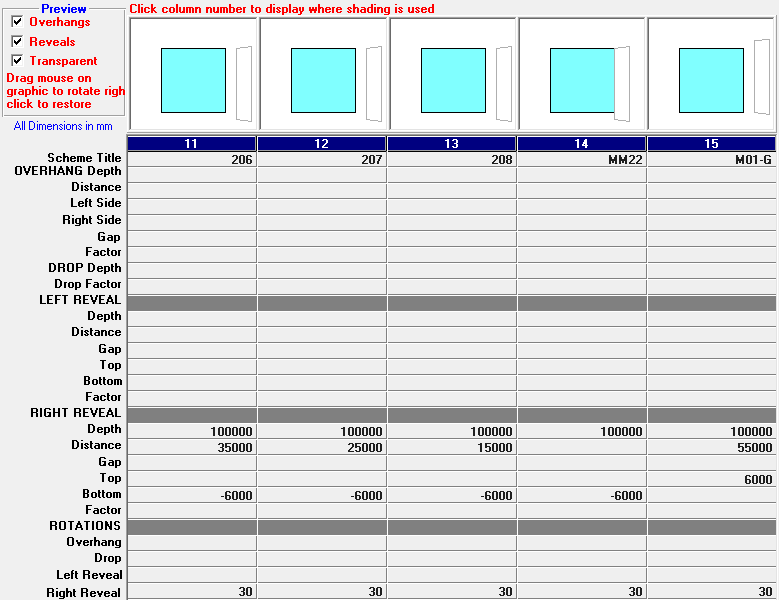 Preview
Overhangs
Reveals
Transparent
Drag mouse on
graphic to rotate righ
click to restore
All Dimensions in mm
Click column number to display where shading is used
11 12 13 14 15
Scheme Title 206 207 208 MM22 M01-G
OVERHANG Depth
Distance
Left Side
Right Side
Gap
Factor
DROP Depth
Drop Factor
LEFT REVEAL
Depth
Distance
Gap
Top
Bottom
Factor
RIGHT REVEAL
Depth 100000 100000 100000 100000 100000
Distance 35000 25000 15000 55000
Gap
Top 6000
Bottom -6000 -6000 -6000 -6000
Factor
ROTATIONS
Overhang
Drop
Left Reveal
Right Reveal 30 30 30 30 30